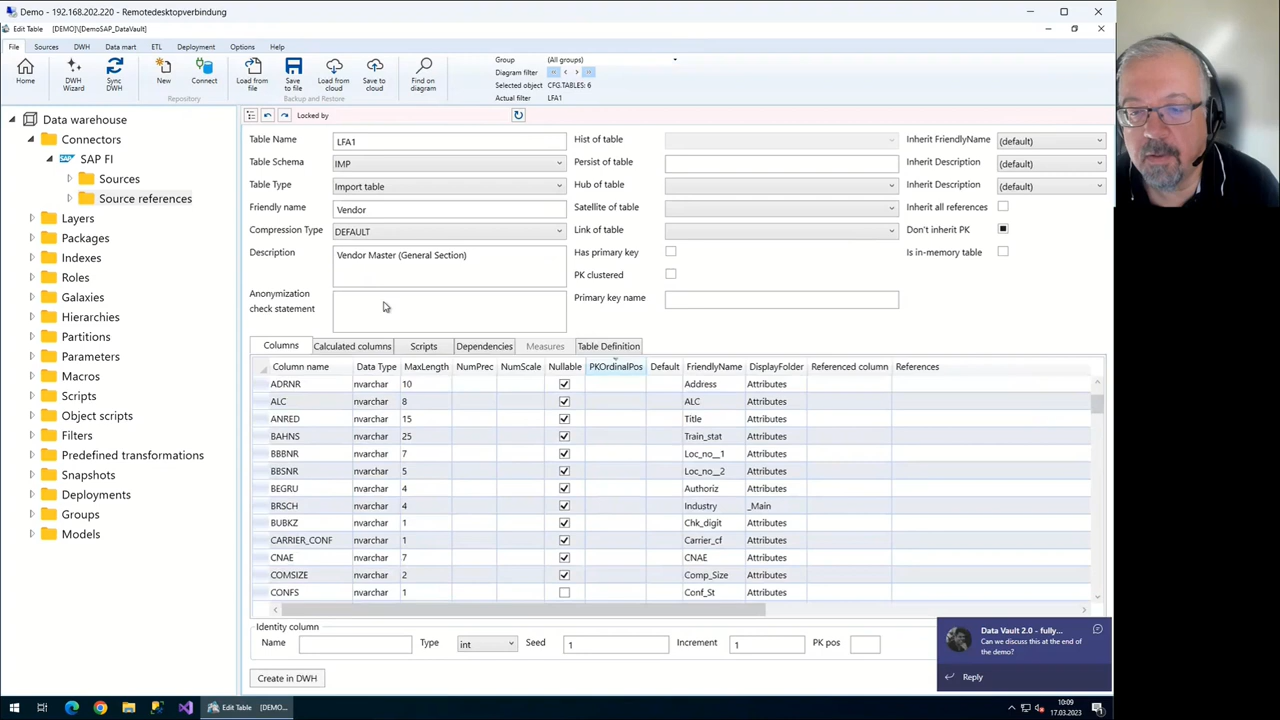 Demo - 192.168.202.220 - Remotedesktopverbindung
Edit Table [DEMO]\[DemoSAP_DataVault]
File Sources DWH Data mart ETL Deployment Options Help
Home
DWH Wizard
Sync DWH
New
Connect
Repository
Load from file
Save to file
Load from cloud
Save to cloud
Backup and Restore
Find on diagram
Group (All groups)
Diagram filter
Selected object CFG.TABLES: 6
Actual filter LFA1
Data warehouse
Connectors
SAP FI
SAP
Sources
Source references
Layers
Packages
Indexes
Roles
Galaxies
Hierarchies
Partitions
Parameters
Macros
Scripts
Object scripts
Filters
Predefined transformations
Snapshots
Deployments
Groups
Models
Locked by
Table Name LFA1
Table Schema IMP
Table Type Import table
Friendly name Vendor
Compression Type DEFAULT
Description Vendor Master (General Section)
Anonymization check statement
Hist of table
Persist of table
Hub of table
Satellite of table
Link of table
Has primary key
PK clustered
Primary key name
Inherit FriendlyName (default)
Inherit Description (default)
Inherit Description (default)
Inherit all references
Don't inherit PK
Is in-memory table
Columns Calculated columns Scripts Dependencies Measures Table Definition
Column name Data Type MaxLength NumPrec NumScale Nullable PKOrdinalPos Default FriendlyName DisplayFolder Referenced column References
ADRNR nvarchar 10 Address Attributes
ALC nvarchar 8 ALC Attributes
ANRED nvarchar 15 Title Attributes
BAHNS nvarchar 25 Train_stat Attributes
BBBNR nvarchar 7 Loc_no__1 Attributes
BBSNR nvarchar 5 Loc_no__2 Attributes
BEGRU nvarchar 4 Authoriz Attributes
BRSCH nvarchar 4 Industry _Main
BUBKZ nvarchar 1 Chk_digit Attributes
CARRIER_CONF nvarchar 1 Carrier_cf Attributes
CNAE nvarchar 7 CNAE Attributes
COMSIZE nvarchar 2 Comp_Size Attributes
CONFS nvarchar 1 Conf_St Attributes
Identity column
Name Type int Seed 1 Increment 1 PK pos
Create in DWH
Data Vault 2.0 - fully...
Can we discuss this at the end of
the demo?
Reply
Edit Table [DEMO...
10:09
17.03.2023